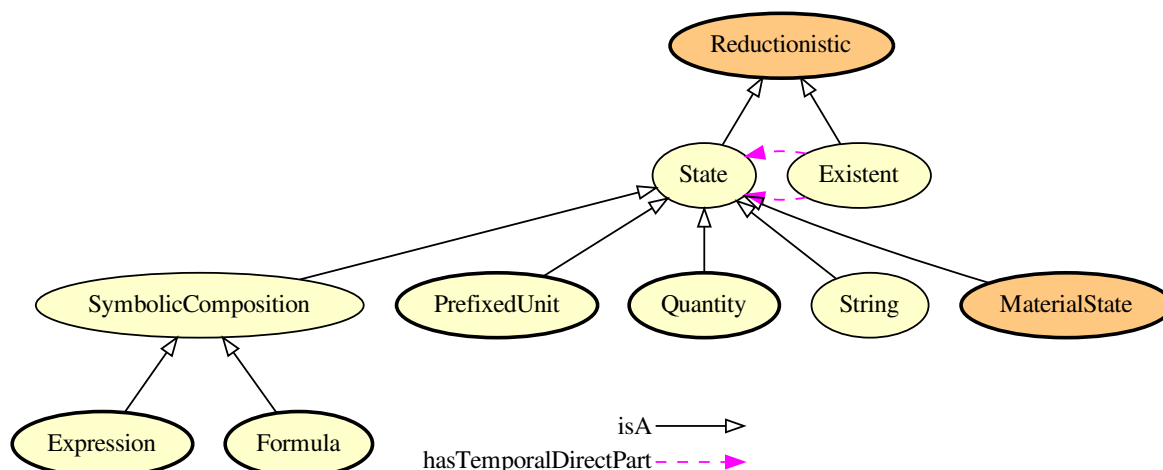 Reductionistic
State
Existent
SymbolicComposition
PrefixedUnit
Quantity
String
MaterialState
Expression
Formula
isA
hasTemporalDirectPart